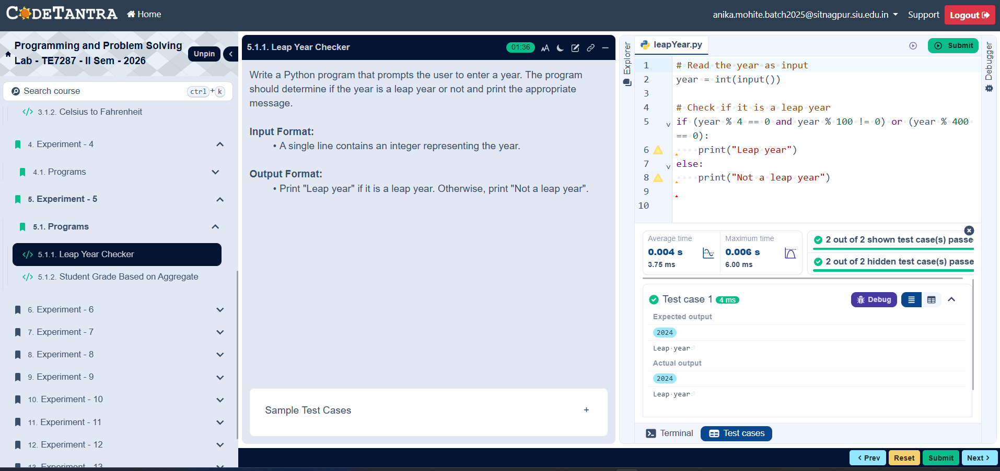 CODETANTRA
Home
anika.mohite.batch2025@sitnagpur.siu.edu.in
Support
Logout
Programming and Problem Solving
Lab - TE7287 - II Sem - 2026
Unpin
Search course
ctrl + k
3.1.2. Celsius to Fahrenheit
4. Experiment - 4
4.1. Programs
5. Experiment - 5
5.1. Programs
5.1.1. Leap Year Checker
5.1.2. Student Grade Based on Aggregate
6. Experiment - 6
7. Experiment - 7
8. Experiment - 8
9. Experiment - 9
10. Experiment - 10
11. Experiment - 11
12. Experiment - 12
13. Experiment - 13
5.1.1. Leap Year Checker
01:36
AA
Write a Python program that prompts the user to enter a year. The program
should determine if the year is a leap year or not and print the appropriate
message.
Input Format:
• A single line contains an integer representing the year.
Output Format:
• Print "Leap year" if it is a leap year. Otherwise, print "Not a leap year".
Sample Test Cases
+
Explorer
leapYear.py
Submit
Debugger
1 # Read the year as input
2 year = int(input())
3
4 # Check if it is a leap year
5 if (year % 4 == 0 and year % 100 != 0) or (year % 400
== 0):
6 print("Leap year")
7 else:
8 print("Not a leap year")
9
10
Average time
0.004 s
3.75 ms
Maximum time
0.006 s
6.00 ms
2 out of 2 shown test case(s) passe
2 out of 2 hidden test case(s) passe
Test case 1 4 ms
Debug
Expected output
2024
Leap·year
Actual output
2024
Leap·year
Terminal
Test cases
Prev
Reset
Submit
Next